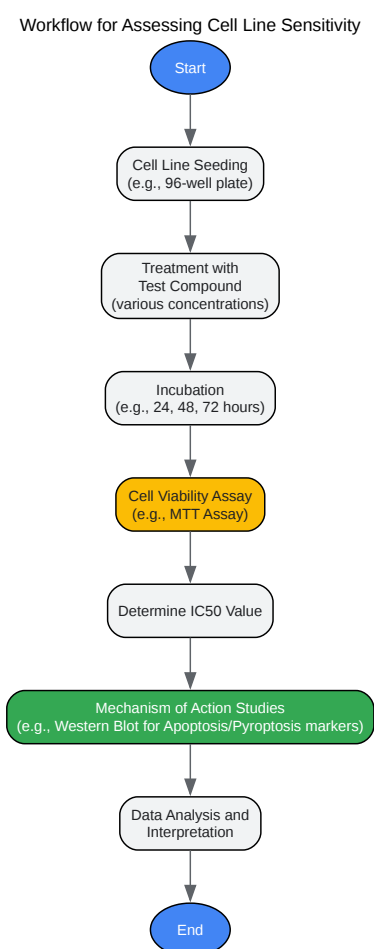 Workflow for Assessing Cell Line Sensitivity
Start
Cell Line Seeding
(e.g., 96-well plate)
Treatment with
Test Compound
(various concentrations)
Incubation
(e.g., 24, 48, 72 hours)
Cell Viability Assay
(e.g., MTT Assay)
Determine IC50 Value
Mechanism of Action Studies
(e.g., Western Blot for Apoptosis/Pyroptosis markers)
Data Analysis and
Interpretation
End